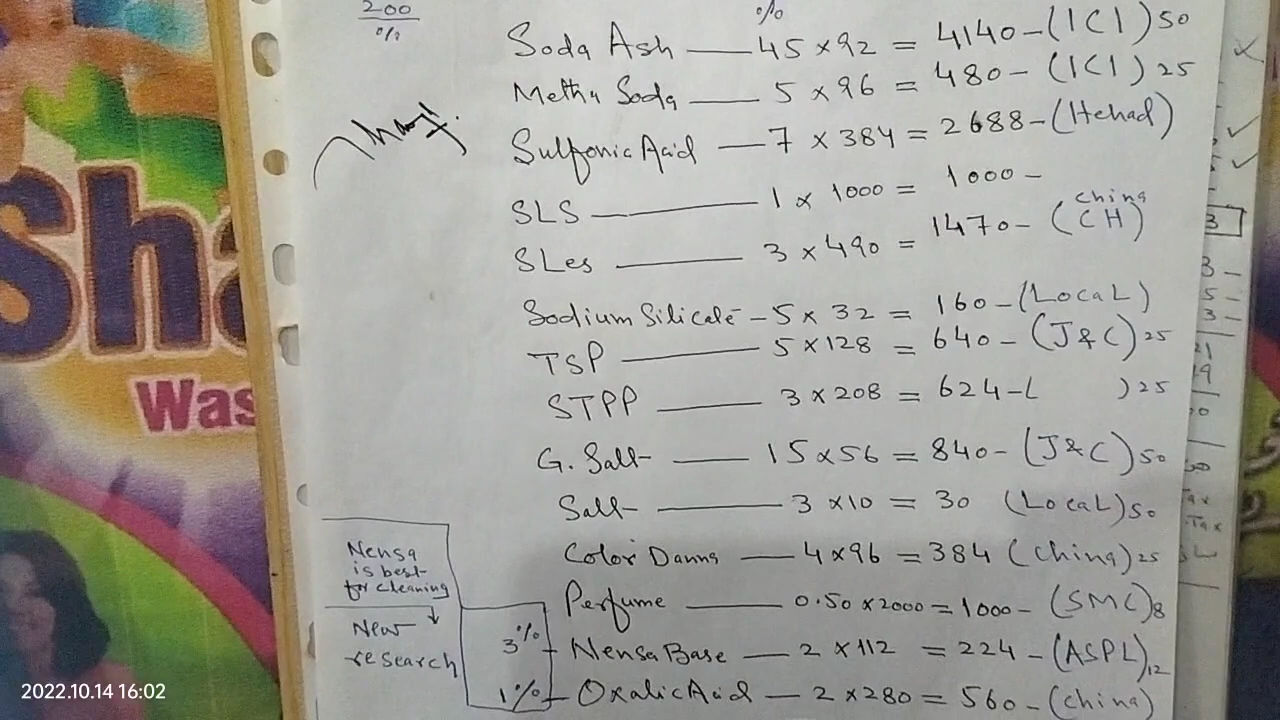 200
%
%
Soda Ash — 45 × 92 = 4140 - (ICI) 50
Metha Soda — 5 × 96 = 480 - (ICI) 25
Sulfonic Acid — 7 × 384 = 2688 - (Hehad)
SLS — 1 × 1000 = 1000 -
china
SLes — 3 × 490 = 1470 - (CH)
Sodium Silicate - 5 × 32 = 160 - (LocaL)
TSP — 5 × 128 = 640 - (J&C) 25
STPP — 3 × 208 = 624 - ( ) 25
G. Salt — 15 × 56 = 840 - (J&C) 50
Salt — 3 × 10 = 30 (LocaL) 50
Color Danna — 4 × 96 = 384 (China) 25
Perfume — 0.50 × 2000 = 1000 - (SMC) 8
3% Nensa Base — 2 × 112 = 224 - (ASPL) 12
1% Oxalic Acid — 2 × 280 = 560 - (china)
Nensa
is best
for cleaning
New
research
Sha
Was
2022.10.14 16:02